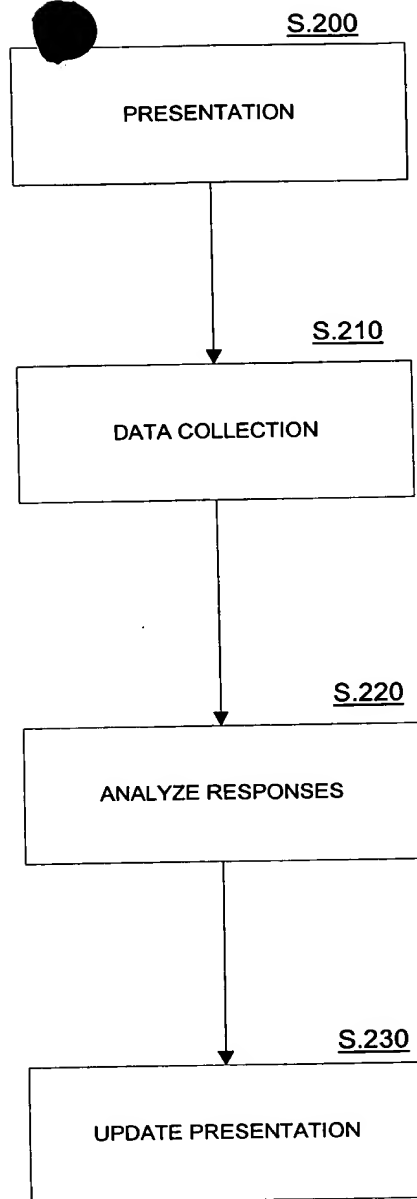 S.200
PRESENTATION
S.210
DATA COLLECTION
S.220
ANALYZE RESPONSES
S.230
UPDATE PRESENTATION